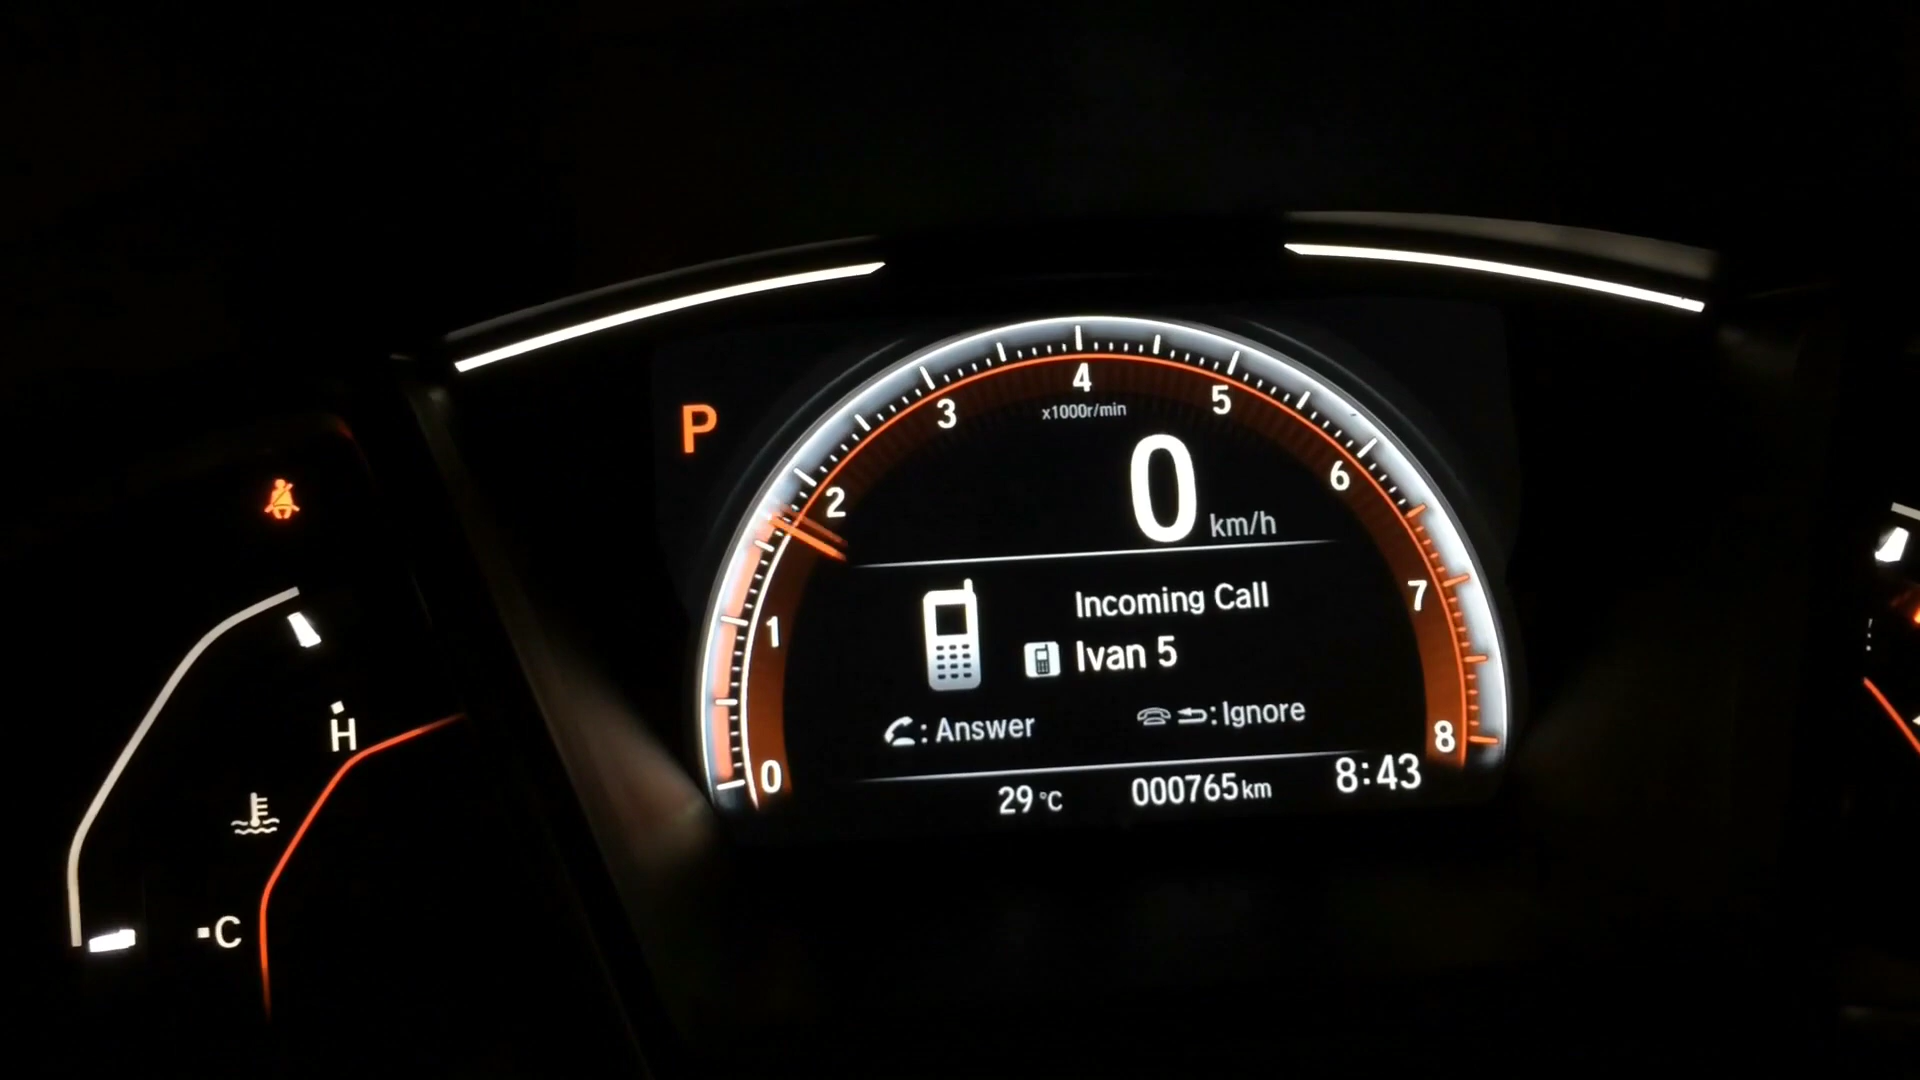 4
3
5
x1000r/min
P
2
6
0 km/h
1
7
Incoming Call
Ivan 5
: Answer
: Ignore
H
0
8
29 °C
000765 km
8:43
C